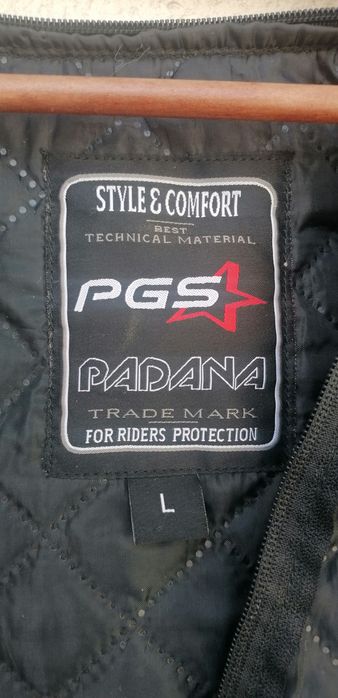 STYLE & COMFORT
BEST
TECHNICAL MATERIAL
PGS
PADANA
TRADE MARK
FOR RIDERS PROTECTION
L